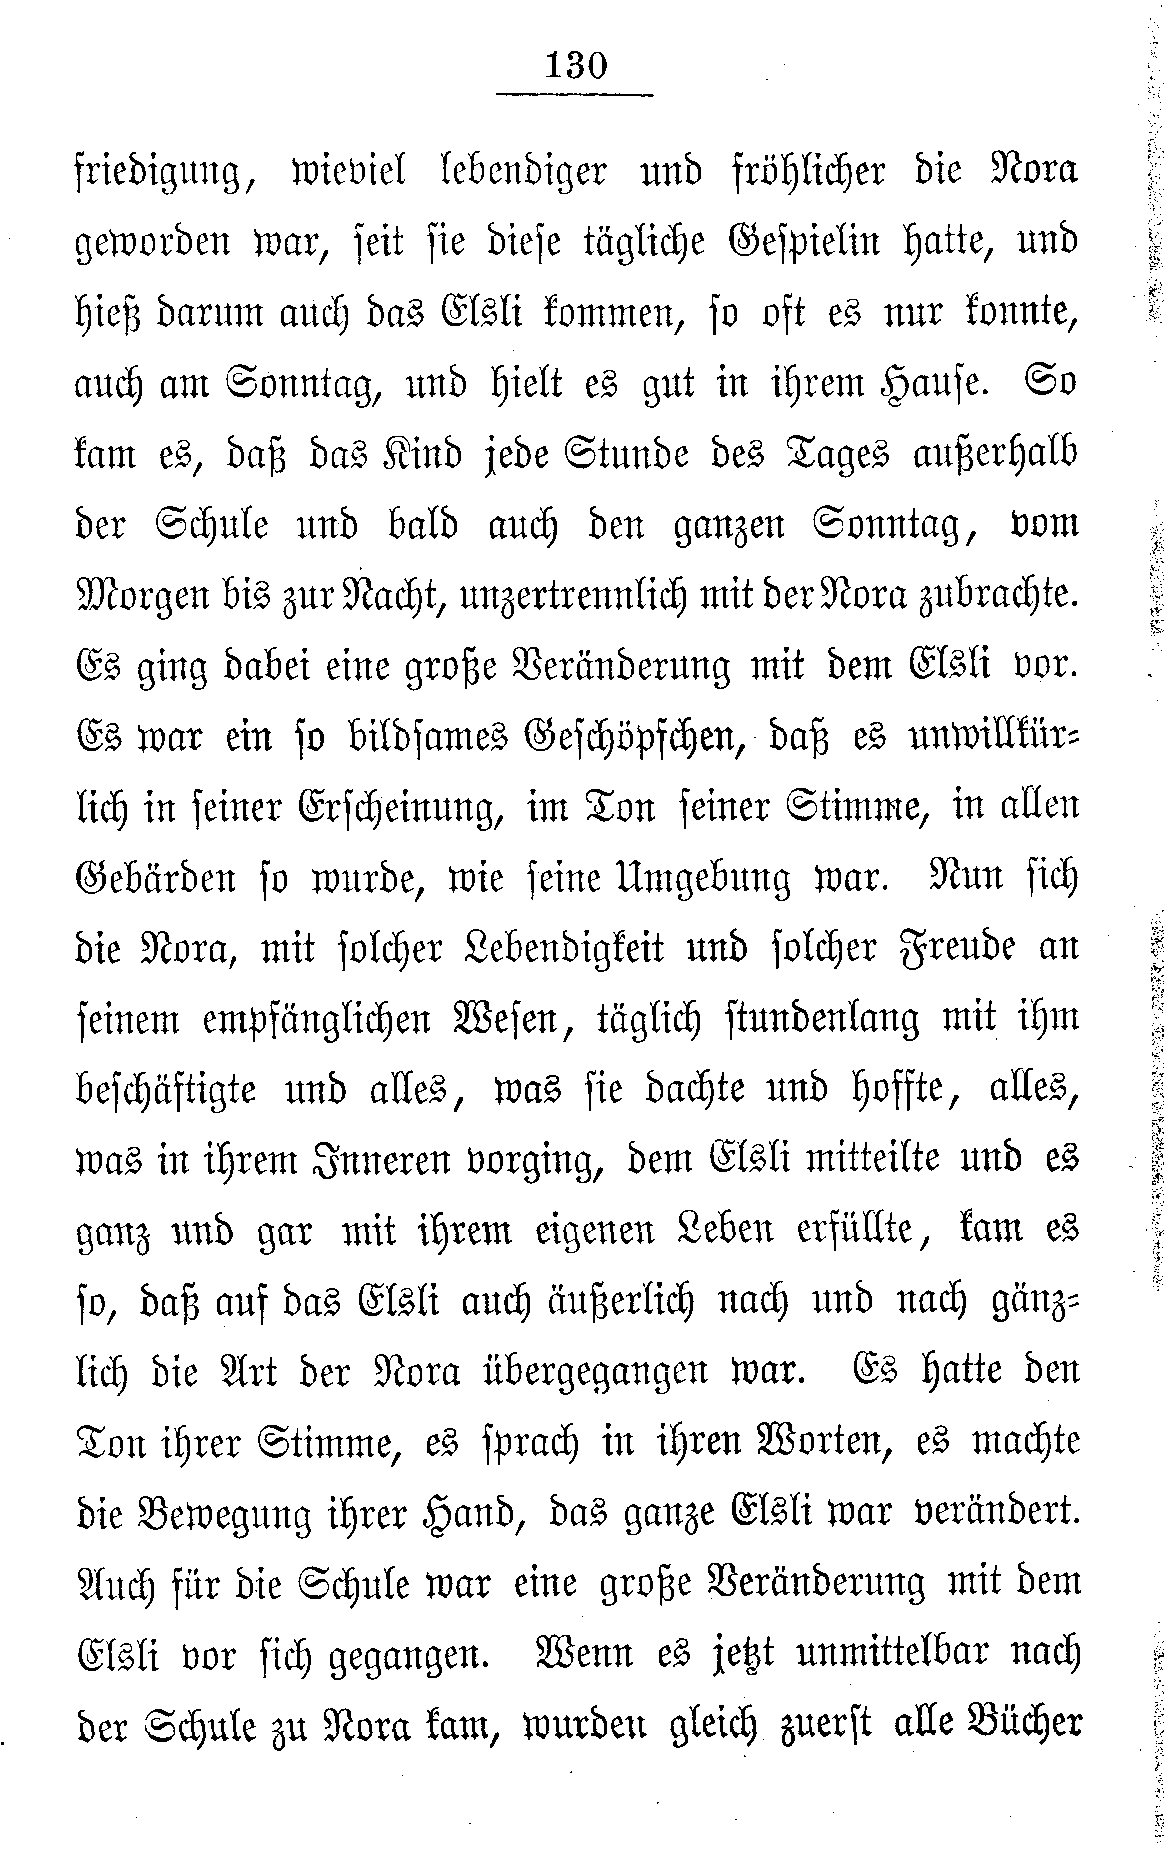 130
friedigung, wieviel lebendiger und fröhlicher die Nora
geworden war, seit sie diese tägliche Gespielin hatte, und
hieß darum auch das Elsli kommen, so oft es nur konnte,
auch am Sonntag, und hielt es gut in ihrem Hause. So
kam es, daß das Kind jede Stunde des Tages außerhalb
der Schule und bald auch den ganzen Sonntag, vom
Morgen bis zur Nacht, unzertrennlich mit der Nora zubrachte.
Es ging dabei eine große Veränderung mit dem Elsli vor.
Es war ein so bildsames Geschöpfchen, daß es unwillkür-
lich in seiner Erscheinung, im Ton seiner Stimme, in allen
Gebärden so wurde, wie seine Umgebung war. Nun sich
die Nora, mit solcher Lebendigkeit und solcher Freude an
seinem empfänglichen Wesen, täglich stundenlang mit ihm
beschäftigte und alles, was sie dachte und hoffte, alles,
was in ihrem Inneren vorging, dem Elsli mitteilte und es
ganz und gar mit ihrem eigenen Leben erfüllte, kam es
so, daß auf das Elsli auch äußerlich nach und nach gänz-
lich die Art der Nora übergegangen war. Es hatte den
Ton ihrer Stimme, es sprach in ihren Worten, es machte
die Bewegung ihrer Hand, das ganze Elsli war verändert.
Auch für die Schule war eine große Veränderung mit dem
Elsli vor sich gegangen. Wenn es jetzt unmittelbar nach
der Schule zu Nora kam, wurden gleich zuerst alle Bücher